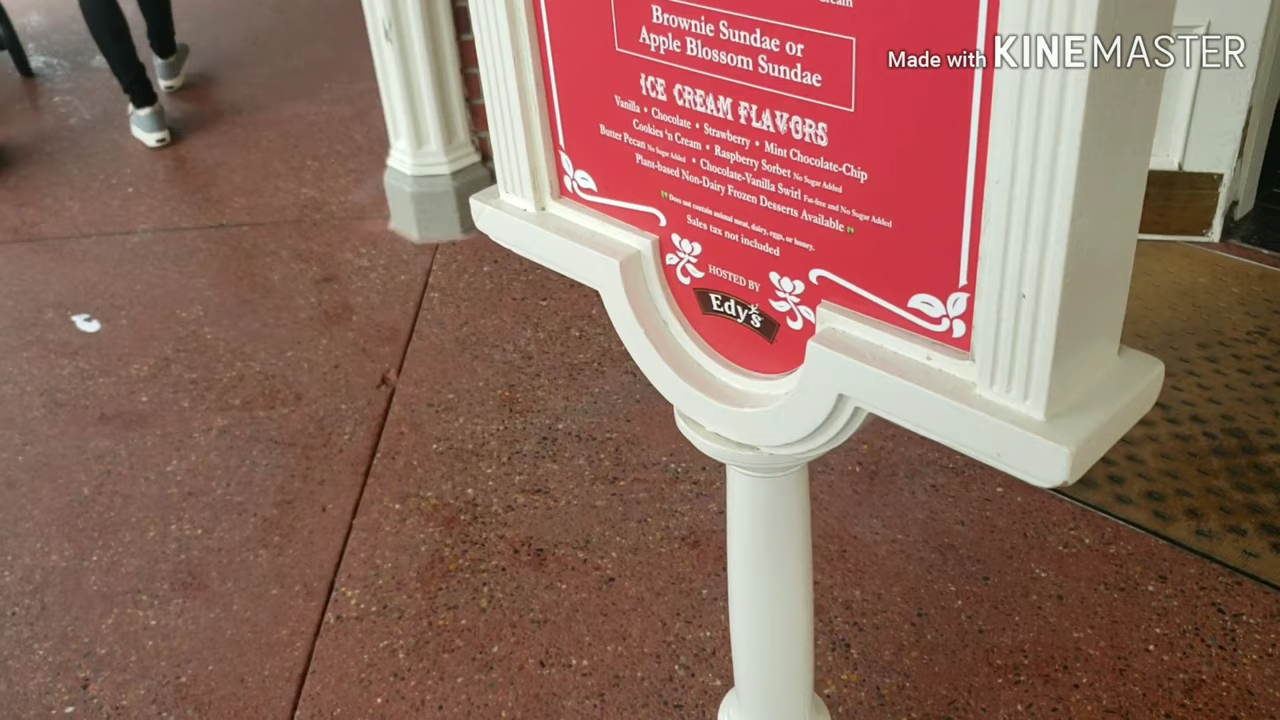 Cream
Made with KINEMASTER
Brownie Sundae or
Apple Blossom Sundae
ICE CREAM FLAVORS
Vanilla • Chocolate • Strawberry • Mint Chocolate-Chip
Cookies 'n Cream • Raspberry Sorbet No Sugar Added
Butter Pecan No Sugar Added • Chocolate-Vanilla Swirl Fat-free and No Sugar Added
Plant-based Non-Dairy Frozen Desserts Available
Does not contain animal meat, dairy, eggs, or honey.
Sales tax not included
HOSTED BY
Edy's